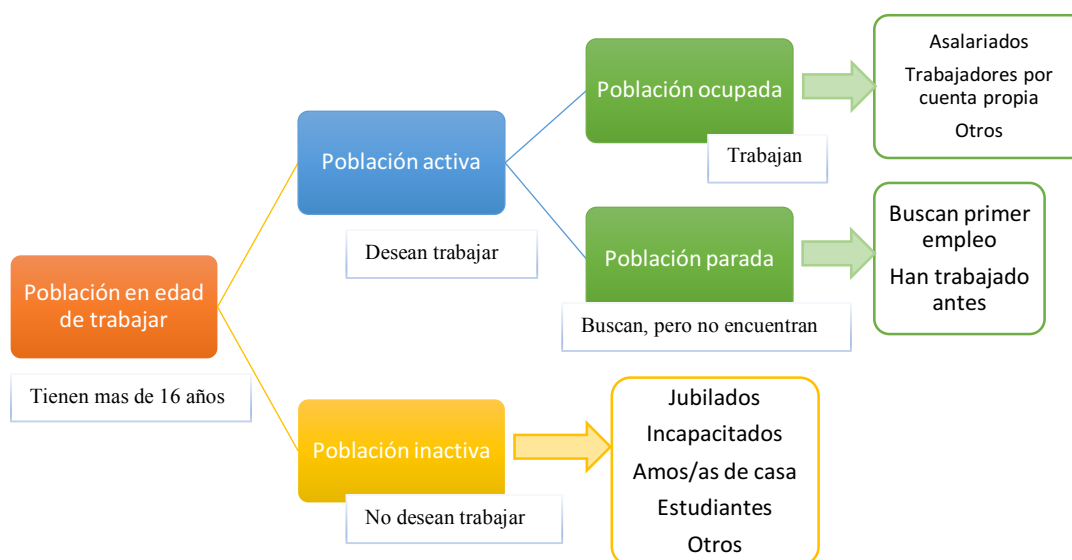 Población en edad
de trabajar
Tienen mas de 16 años
Población activa
Desean trabajar
Población ocupada
Trabajan
Asalariados
Trabajadores por
cuenta propia
Otros
Población parada
Buscan, pero no encuentran
Buscan primer
empleo
Han trabajado
antes
Población inactiva
No desean trabajar
Jubilados
Incapacitados
Amos/as de casa
Estudiantes
Otros